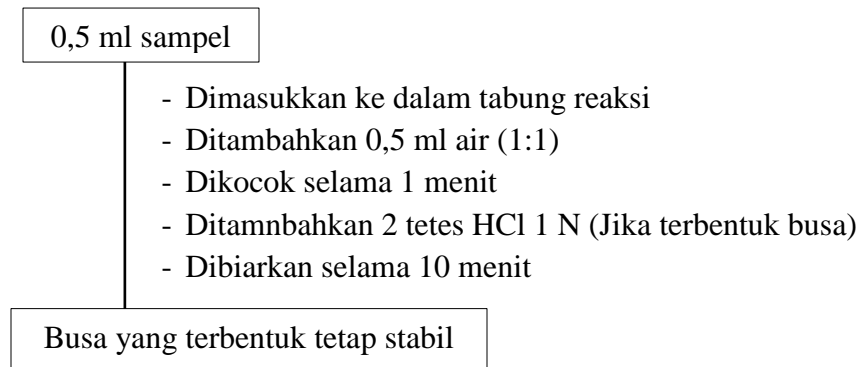 0,5 ml sampel
- Dimasukkan ke dalam tabung reaksi
- Ditambahkan 0,5 ml air (1:1)
- Dikocok selama 1 menit
- Ditamnbahkan 2 tetes HCl 1 N (Jika terbentuk busa)
- Dibiarkan selama 10 menit
Busa yang terbentuk tetap stabil